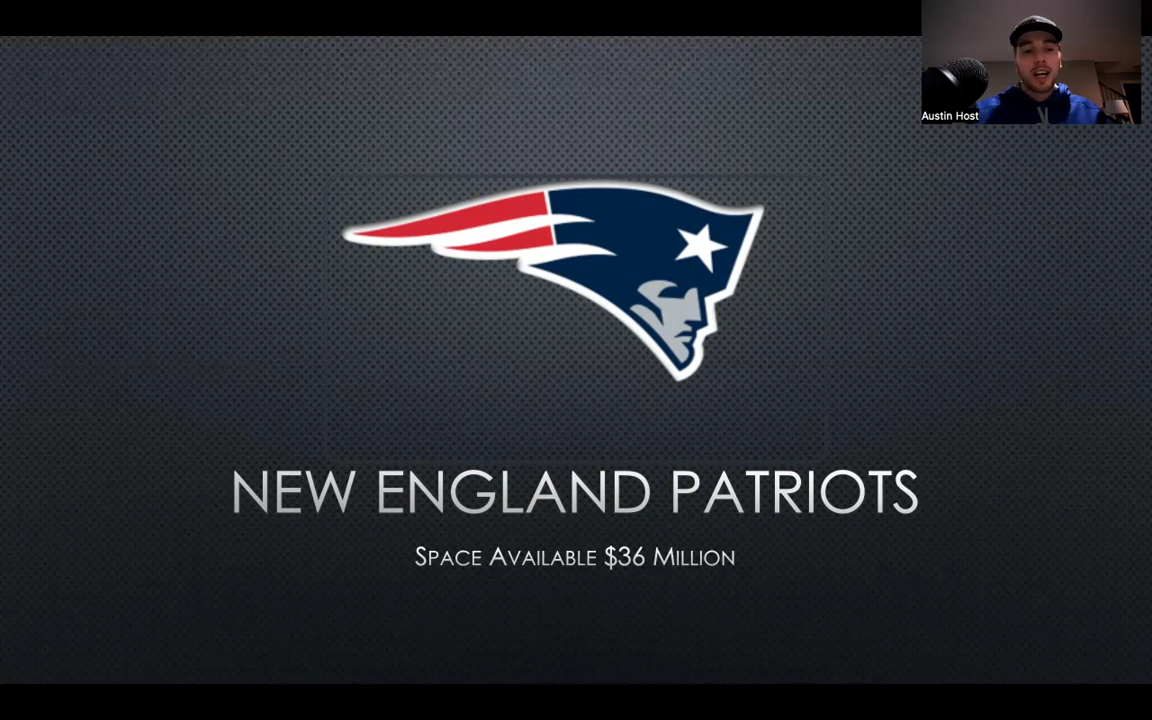 Austin Host
NEW ENGLAND PATRIOTS
SPACE AVAILABLE $36 MILLION